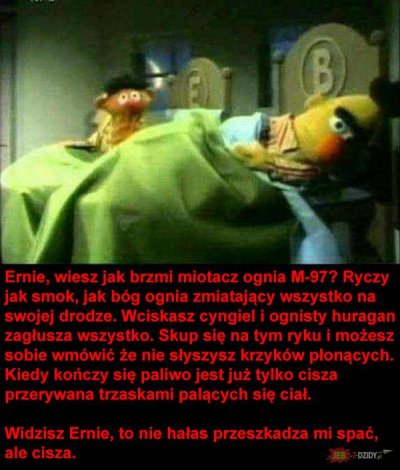 E
B
Ernie, wiesz jak brzmi miotacz ognia M-97? Ryczy
jak smok, jak bóg ognia zmiatający wszystko na
swojej drodze. Wciskasz cyngiel i ognisty huragan
zagłusza wszystko. Skup się na tym ryku i możesz
sobie wmówić że nie słyszysz krzyków płonących.
Kiedy kończy się paliwo jest już tylko cisza
przerywana trzaskami palących się ciał.
Widzisz Ernie, to nie hałas przeszkadza mi spać,
ale cisza.
JEB Z-DZIDY.pl